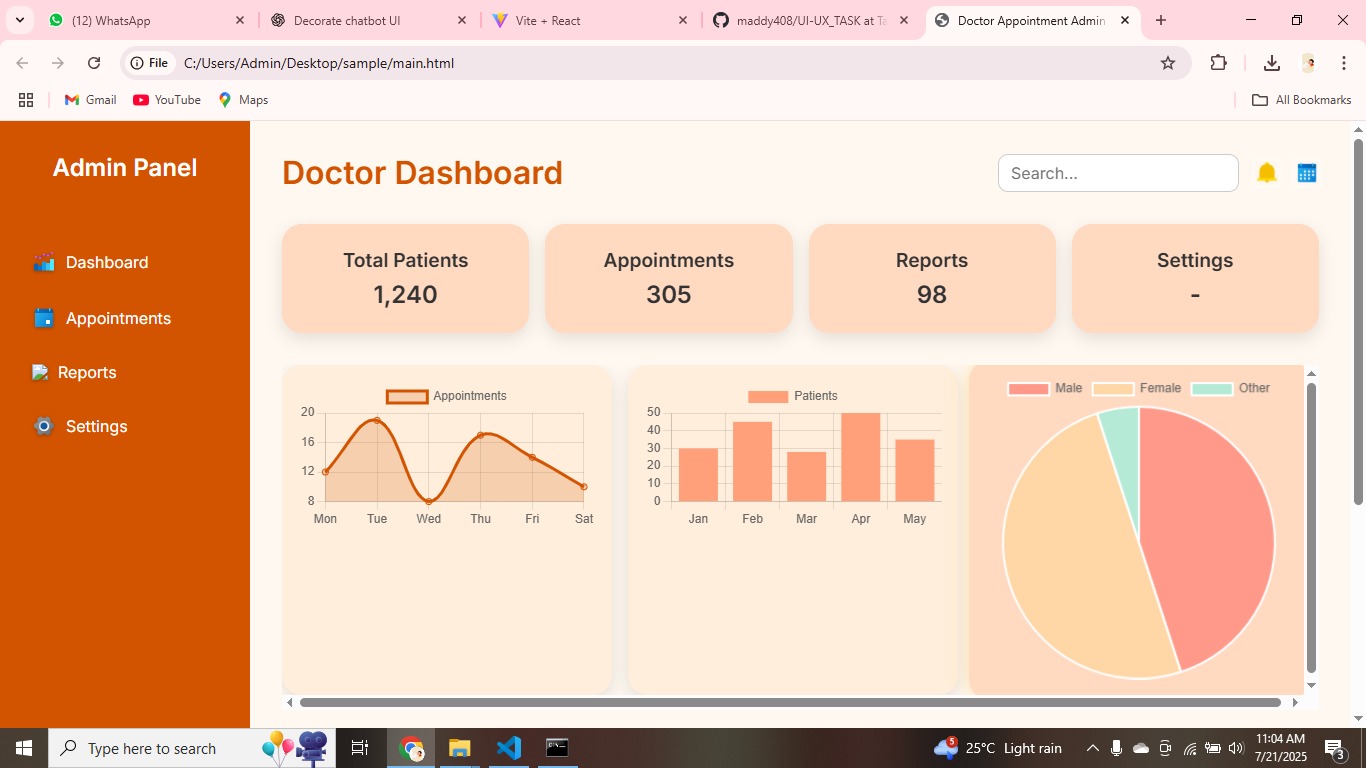 (12) WhatsApp
Decorate chatbot UI
Vite + React
maddy408/UI-UX_TASK at Ta
Doctor Appointment Admin
File
C:/Users/Admin/Desktop/sample/main.html
Gmail
YouTube
Maps
All Bookmarks
Admin Panel
Dashboard
Appointments
Reports
Settings
Doctor Dashboard
Search...
Total Patients
1,240
Appointments
305
Reports
98
Settings
-
Appointments
20
16
12
8
Mon Tue Wed Thu Fri Sat
Patients
50
40
30
20
10
0
Jan Feb Mar Apr May
Male Female Other
Type here to search
5
25°C Light rain
11:04 AM
7/21/2025
3